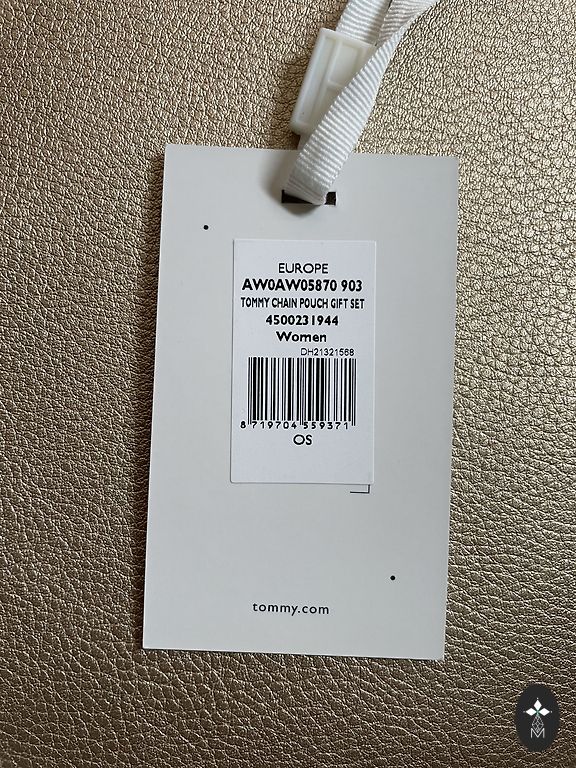 EUROPE
AW0AW05870 903
TOMMY CHAIN POUCH GIFT SET
4500231944
Women
DH21321568
8 719704 559371
OS
tommy.com
M